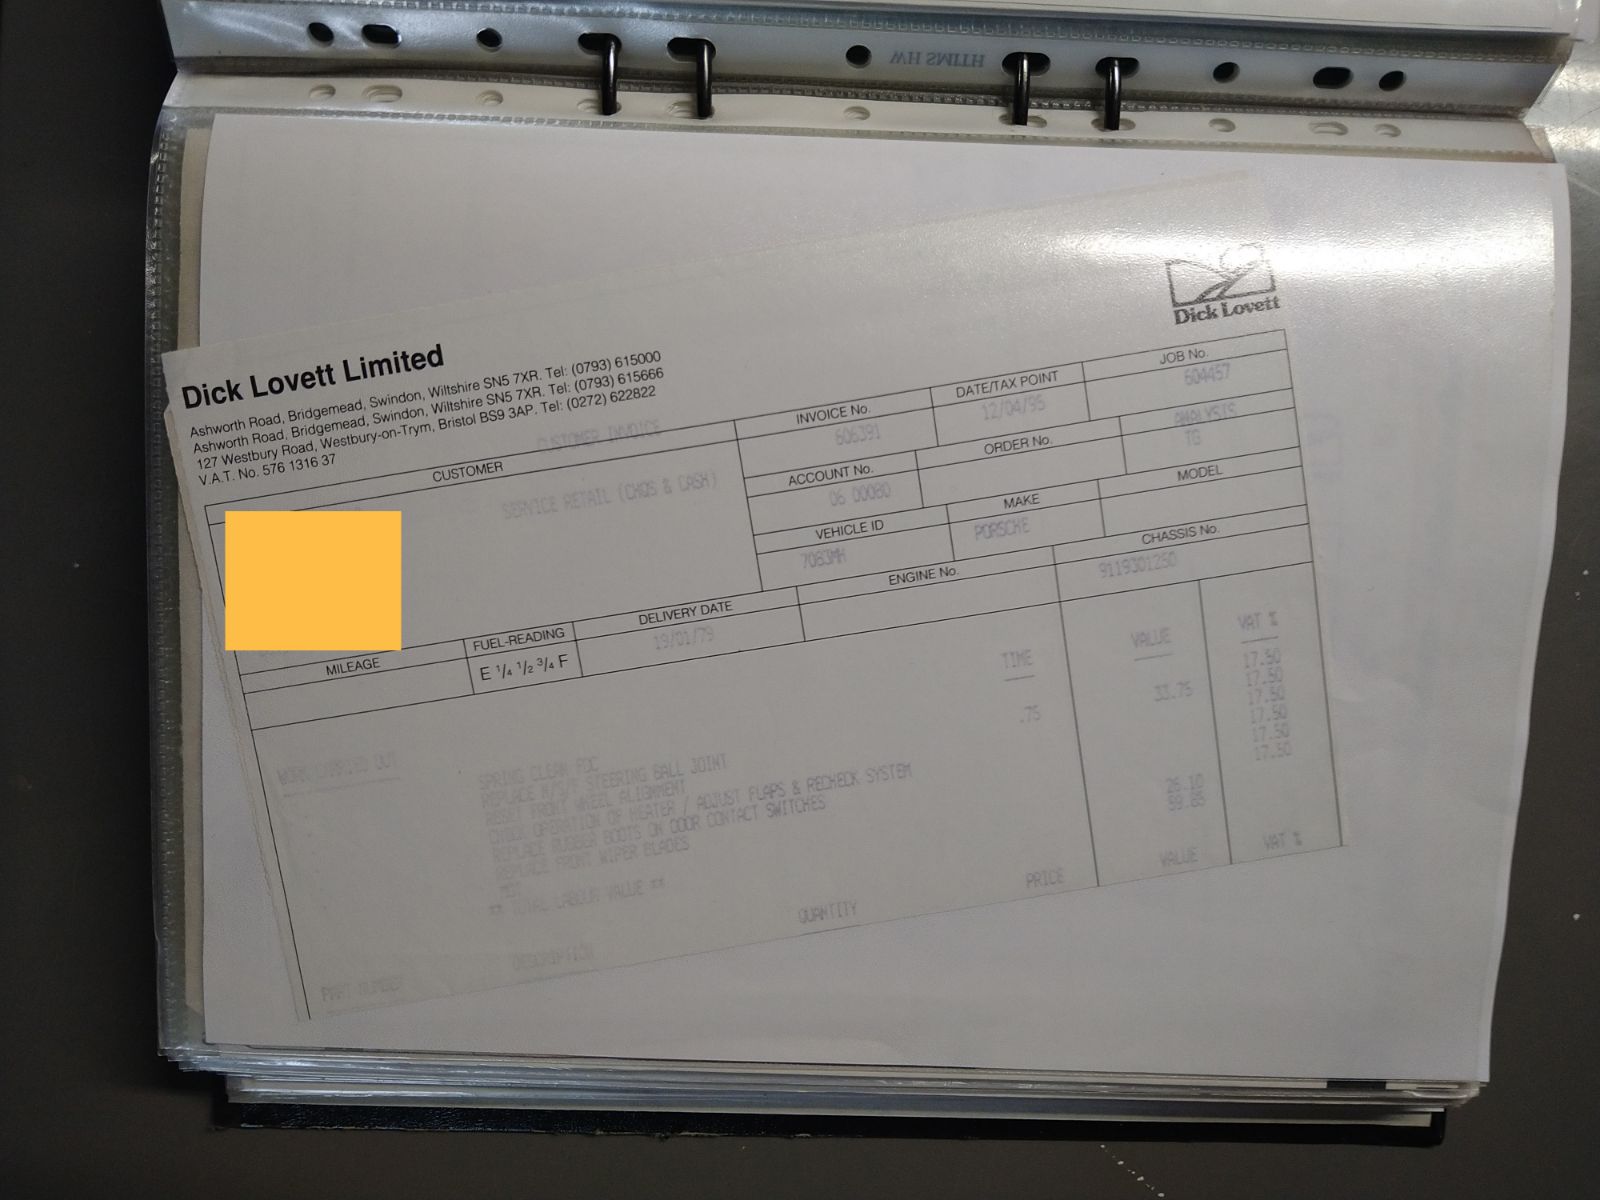 WH SMITH
Dick Lovett
Dick Lovett Limited
Ashworth Road, Bridgemead, Swindon, Wiltshire SN5 7XR. Tel: (0793) 615000
Ashworth Road, Bridgemead, Swindon, Wiltshire SN5 7XR. Tel: (0793) 615666
127 Westbury Road, Westbury-on-Trym, Bristol BS9 3AP. Tel: (0272) 622822
V.A.T. No. 576 1316 37
CUSTOMER INVOICE
INVOICE No. DATE/TAX POINT JOB No.
606391 12/04/95 604457
CUSTOMER
SERVICE RETAIL (CHQS & CASH)
ACCOUNT No. ORDER No. ANALYSIS
06 00080 TG
VEHICLE ID MAKE MODEL
7083MH PORSCHE
ENGINE No. CHASSIS No.
9119301260
MILEAGE FUEL-READING DELIVERY DATE
E 1/4 1/2 3/4 F 19/01/79
TIME VALUE VAT %
WORK CARRIED OUT
.75 33.75 17.50
17.50
17.50
17.50
17.50
17.50
SPRING CLEAN FOC
REPLACE N/S/F STEERING BALL JOINT
RESET FRONT WHEEL ALIGNMENT
CHECK OPERATION OF HEATER / ADJUST FLAPS & RECHECK SYSTEM
REPLACE RUBBER BOOTS ON DOOR CONTACT SWITCHES
REPLACE FRONT WIPER BLADES
MOT 26.10
** TOTAL LABOUR VALUE ** 59.85
PART NUMBER DESCRIPTION QUANTITY PRICE VALUE VAT %